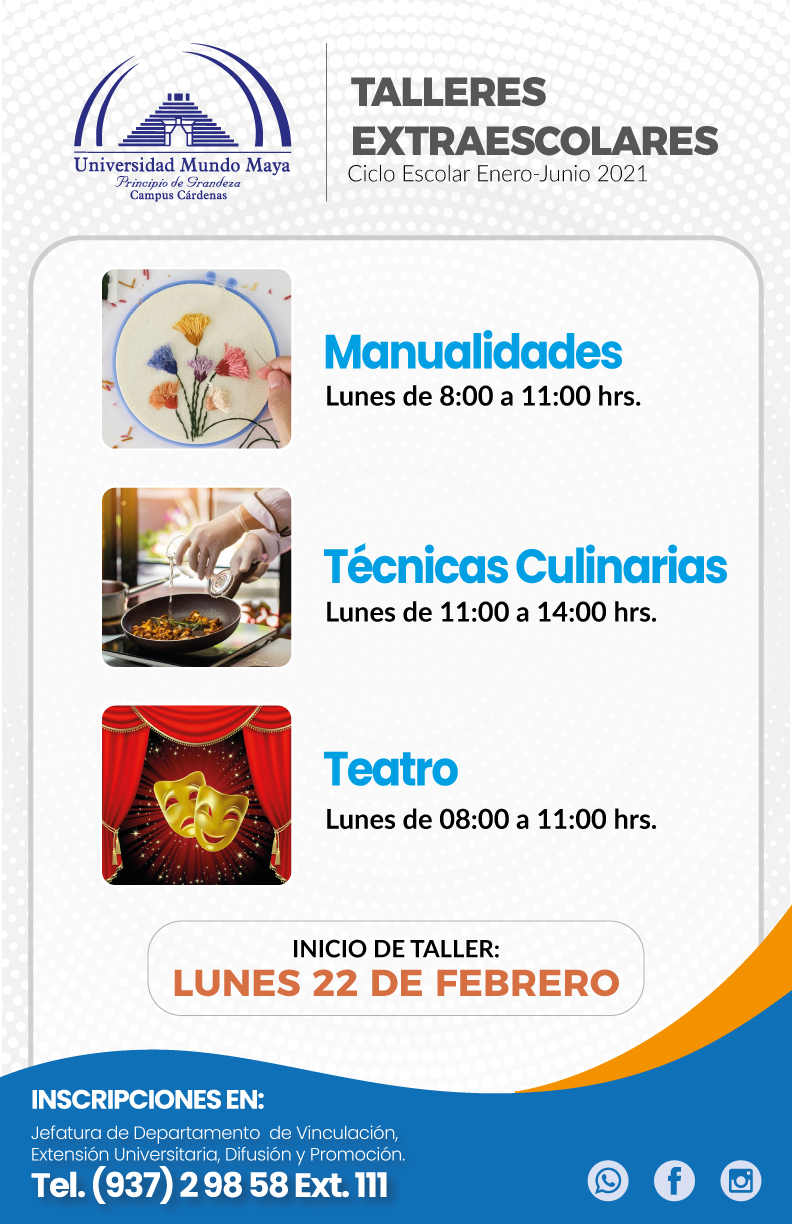 Universidad Mundo Maya
Principio de Grandeza
Campus Cárdenas
TALLERES
EXTRAESCOLARES
Ciclo Escolar Enero-Junio 2021
Manualidades
Lunes de 8:00 a 11:00 hrs.
Técnicas Culinarias
Lunes de 11:00 a 14:00 hrs.
Teatro
Lunes de 08:00 a 11:00 hrs.
INICIO DE TALLER:
LUNES 22 DE FEBRERO
INSCRIPCIONES EN:
Jefatura de Departamento de Vinculación,
Extensión Universitaria, Difusión y Promoción.
Tel. (937) 2 98 58 Ext. 111